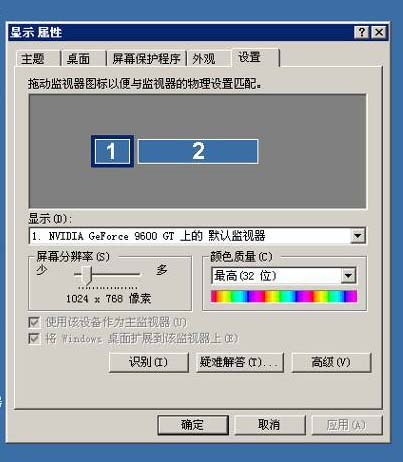 显示 属性
主题 桌面 屏幕保护程序 外观 设置
拖动监视器图标以便与监视器的物理设置匹配。
1 2
显示(D):
1. NVIDIA GeForce 9600 GT 上的 默认监视器
屏幕分辨率(S) 颜色质量(C)
少 多 最高(32 位)
1024 x 768 像素
使用该设备作为主监视器(U)
将 Windows 桌面扩展到该监视器上(E)
识别(I) 疑难解答(T)... 高级(V)
确定 取消 应用(A)